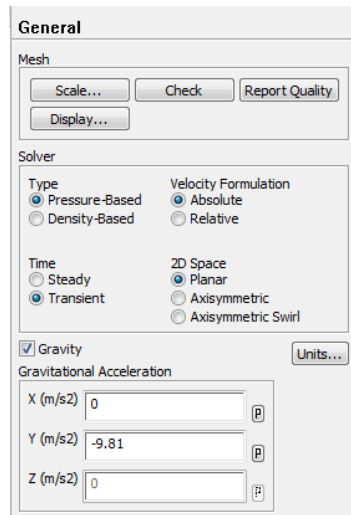 General
Mesh
Scale...
Check
Report Quality
Display...
Solver
Type
Pressure-Based
Density-Based
Velocity Formulation
Absolute
Relative
Time
Steady
Transient
2D Space
Planar
Axisymmetric
Axisymmetric Swirl
Gravity
Units...
Gravitational Acceleration
X (m/s2) 0 P
Y (m/s2) -9.81 P
Z (m/s2) 0 P